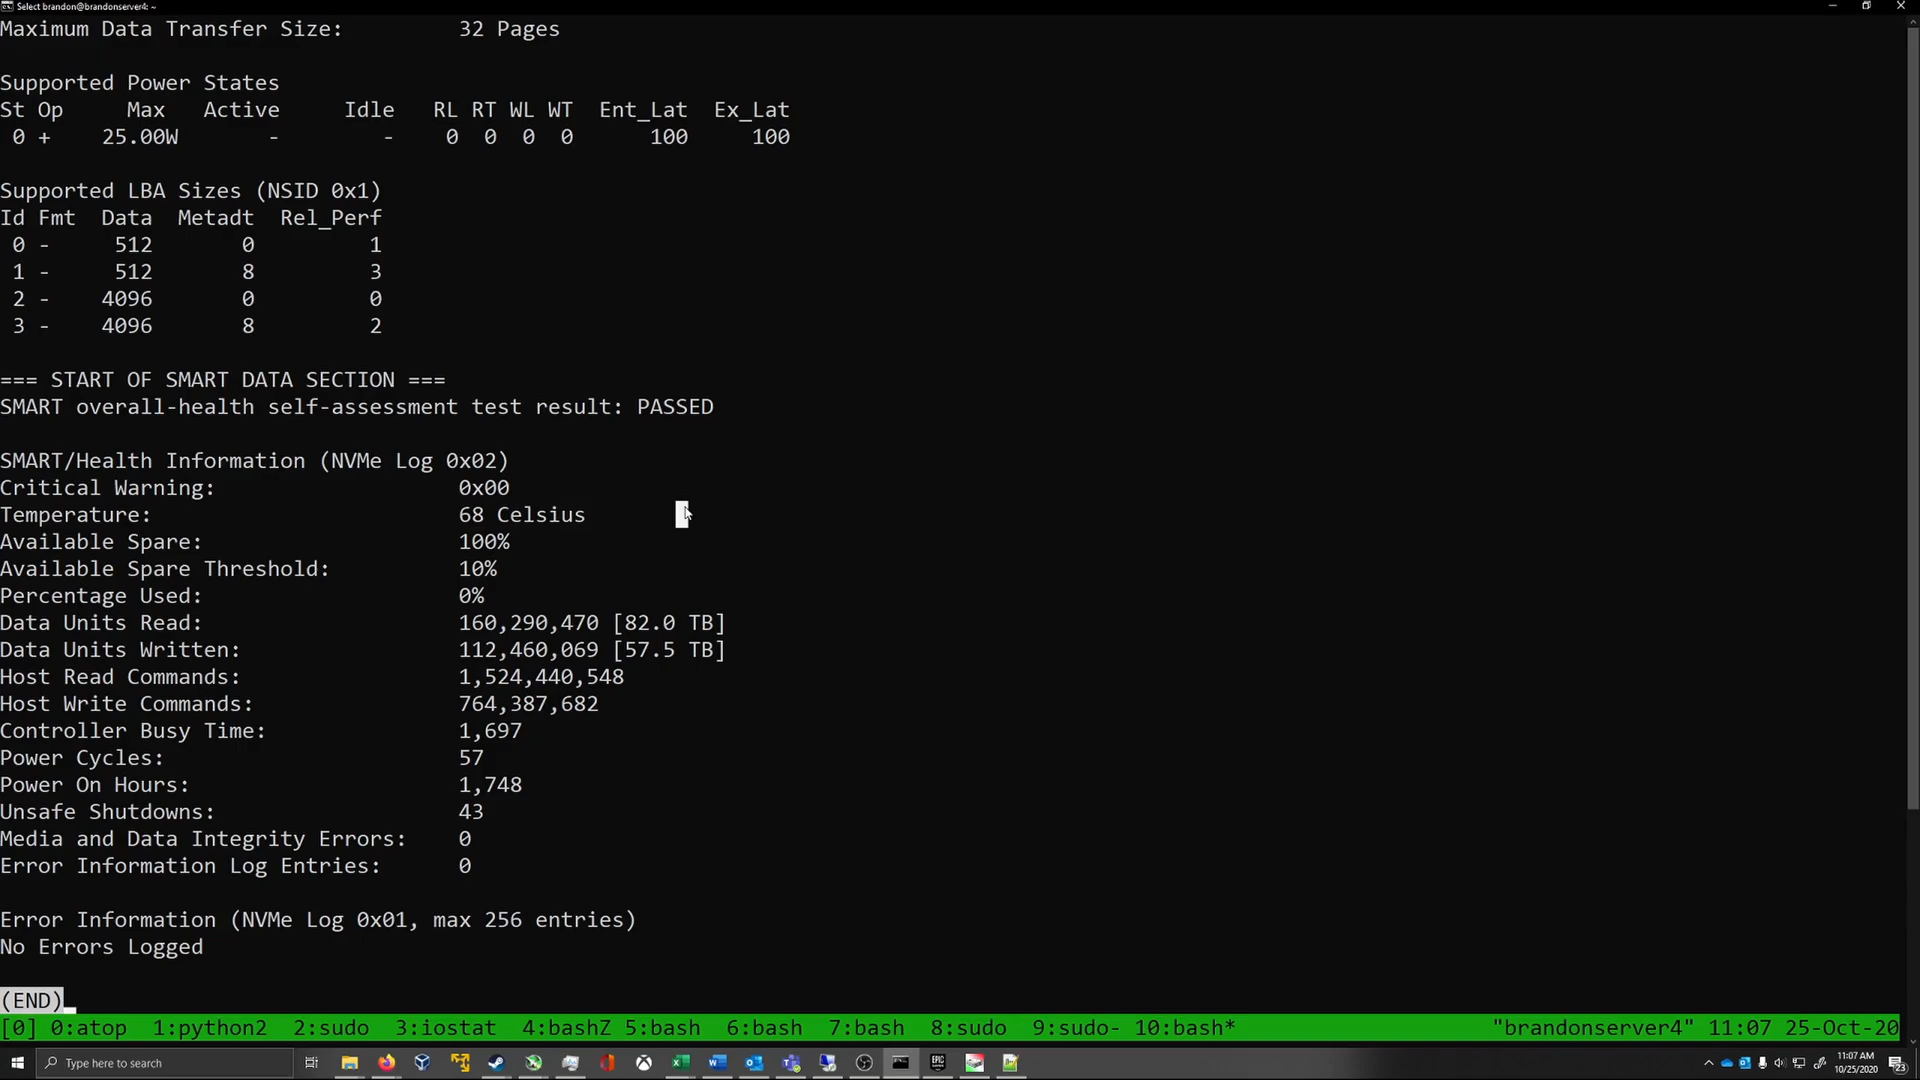 Select brandon@brandonserver4: ~
Maximum Data Transfer Size:         32 Pages
Supported Power States
St Op     Max   Active     Idle   RL RT WL WT  Ent_Lat  Ex_Lat
 0 +    25.00W       -        -    0  0  0  0      100     100
Supported LBA Sizes (NSID 0x1)
Id Fmt  Data  Metadt  Rel_Perf
 0 -     512       0         1
 1 -     512       8         3
 2 -    4096       0         0
 3 -    4096       8         2
=== START OF SMART DATA SECTION ===
SMART overall-health self-assessment test result: PASSED
SMART/Health Information (NVMe Log 0x02)
Critical Warning:                   0x00
Temperature:                        68 Celsius
Available Spare:                    100%
Available Spare Threshold:          10%
Percentage Used:                    0%
Data Units Read:                    160,290,470 [82.0 TB]
Data Units Written:                 112,460,069 [57.5 TB]
Host Read Commands:                 1,524,440,548
Host Write Commands:                764,387,682
Controller Busy Time:               1,697
Power Cycles:                       57
Power On Hours:                     1,748
Unsafe Shutdowns:                   43
Media and Data Integrity Errors:    0
Error Information Log Entries:      0
Error Information (NVMe Log 0x01, max 256 entries)
No Errors Logged
(END)
[0] 0:atop  1:python2  2:sudo  3:iostat  4:bashZ 5:bash  6:bash  7:bash  8:sudo  9:sudo- 10:bash* "brandonserver4" 11:07 25-Oct-20
Type here to search
11:07 AM
10/25/2020
23